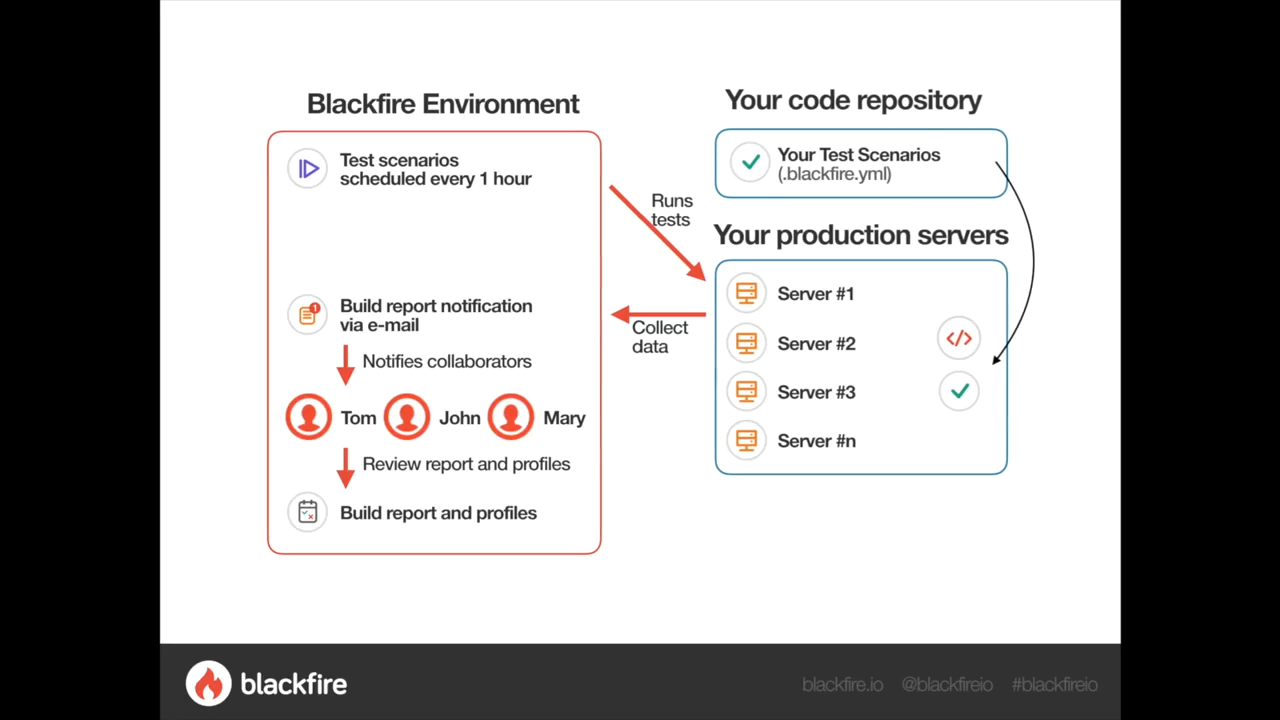 Blackfire Environment
Test scenarios
scheduled every 1 hour
Build report notification
1
via e-mail
Notifies collaborators
Tom
John
Mary
Review report and profiles
Build report and profiles
Runs
tests
Collect
data
Your code repository
Your Test Scenarios
(.blackfire.yml)
Your production servers
Server #1
Server #2
</>
Server #3
Server #n
blackfire
blackfire.io @blackfireio #blackfireio